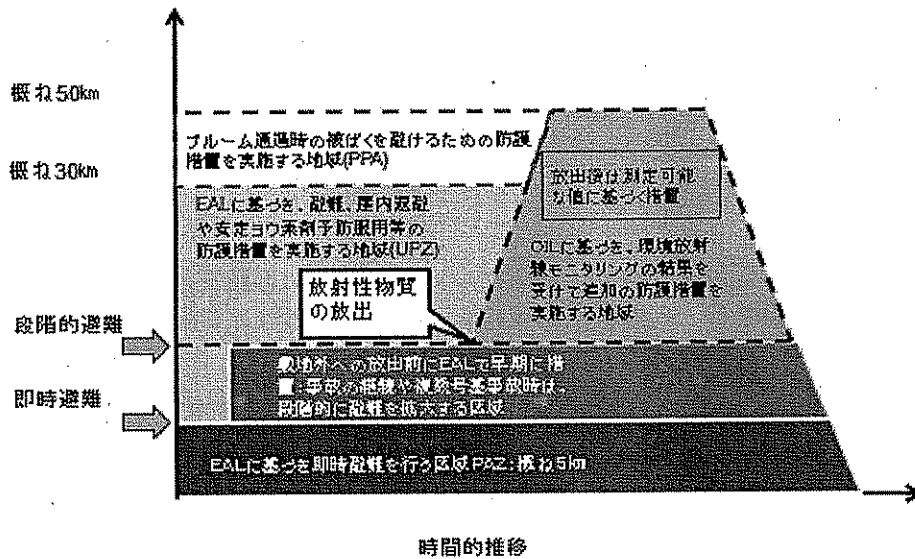 概ね50km
プルーム通過時の被ばくを避けるための防護
措置を実施する地域(PPA)
概ね30km
EALに基づき、避難、屋内退避
や安定ヨウ素剤予防服用等の
防護措置を実施する地域(UPZ)
放出後は測定可能
な値に基づく措置
OILに基づき、環境放射
線モニタリングの結果を
受けて追加の防護措置を
実施する地域
放射性物質
の放出
段階的避難
敷地外への放出前にEALで早期に措
置・事故の
段階的に避難を拡大する区域
即時避難
EALに基づき即時避難を行う区域PAZ:概ね5km
時間的推移